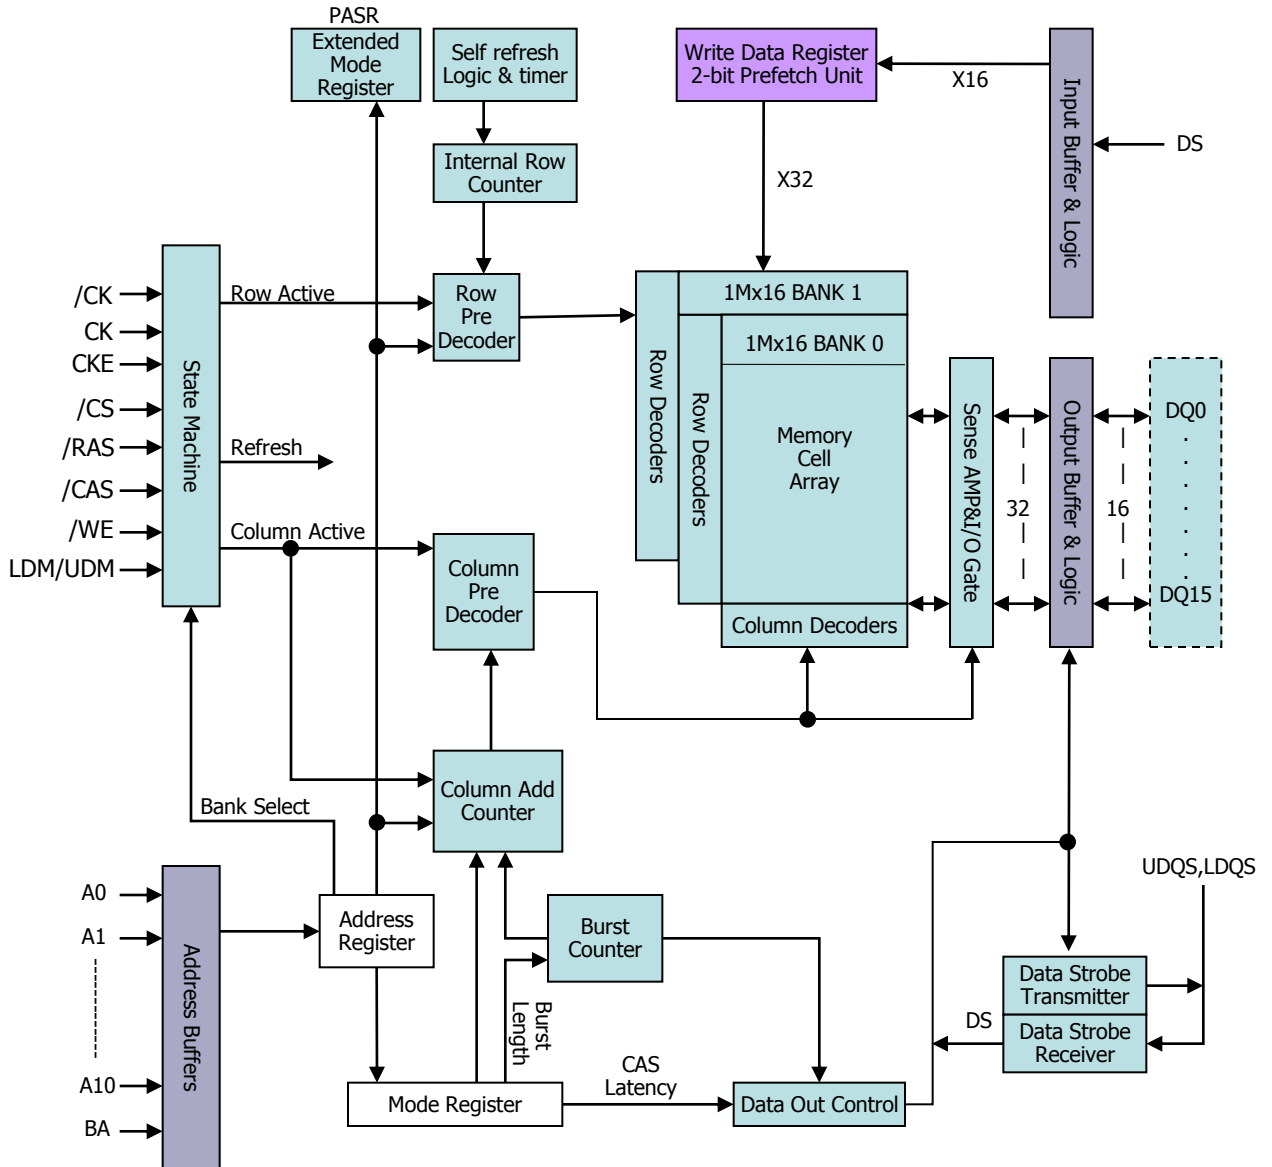 PASR
Extended
Mode
Register
Self refresh
Logic & timer
Write Data Register
2-bit Prefetch Unit
X16
Input Buffer & Logic
DS
Internal Row
Counter
X32
/CK
CK
CKE
/CS
/RAS
/CAS
/WE
LDM/UDM
State Machine
Row Active
Refresh
Column Active
Row
Pre
Decoder
Row Decoders
Row Decoders
1Mx16 BANK 1
1Mx16 BANK 0
Memory
Cell
Array
Column Decoders
Sense AMP&I/O Gate
32
Output Buffer & Logic
16
DQ0
.
.
.
.
.
.
DQ15
Column
Pre
Decoder
Bank Select
Column Add
Counter
A0
A1
A10
BA
Address Buffers
Address
Register
Burst
Counter
Burst
Length
UDQS,LDQS
Data Strobe
Transmitter
DS
Data Strobe
Receiver
Mode Register
CAS
Latency
Data Out Control